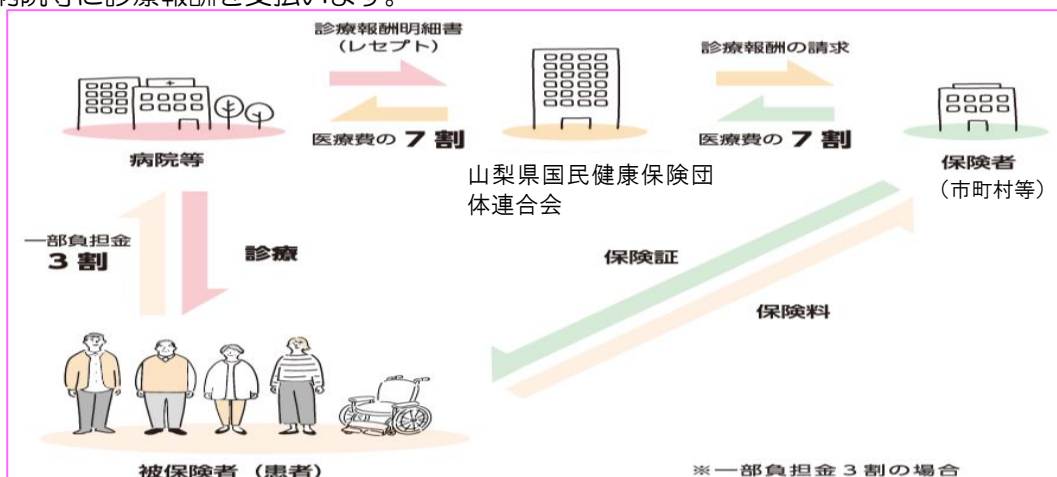 病院等に診療報酬を支払います。
診療報酬明細書
（レセプト）
診療報酬の請求
医療費の 7 割
医療費の 7 割
病院等
山梨県国民健康保険団
体連合会
保険者
（市町村等）
一部負担金
3 割
診療
保険証
保険料
被保険者（患者）
※一部負担金3割の場合